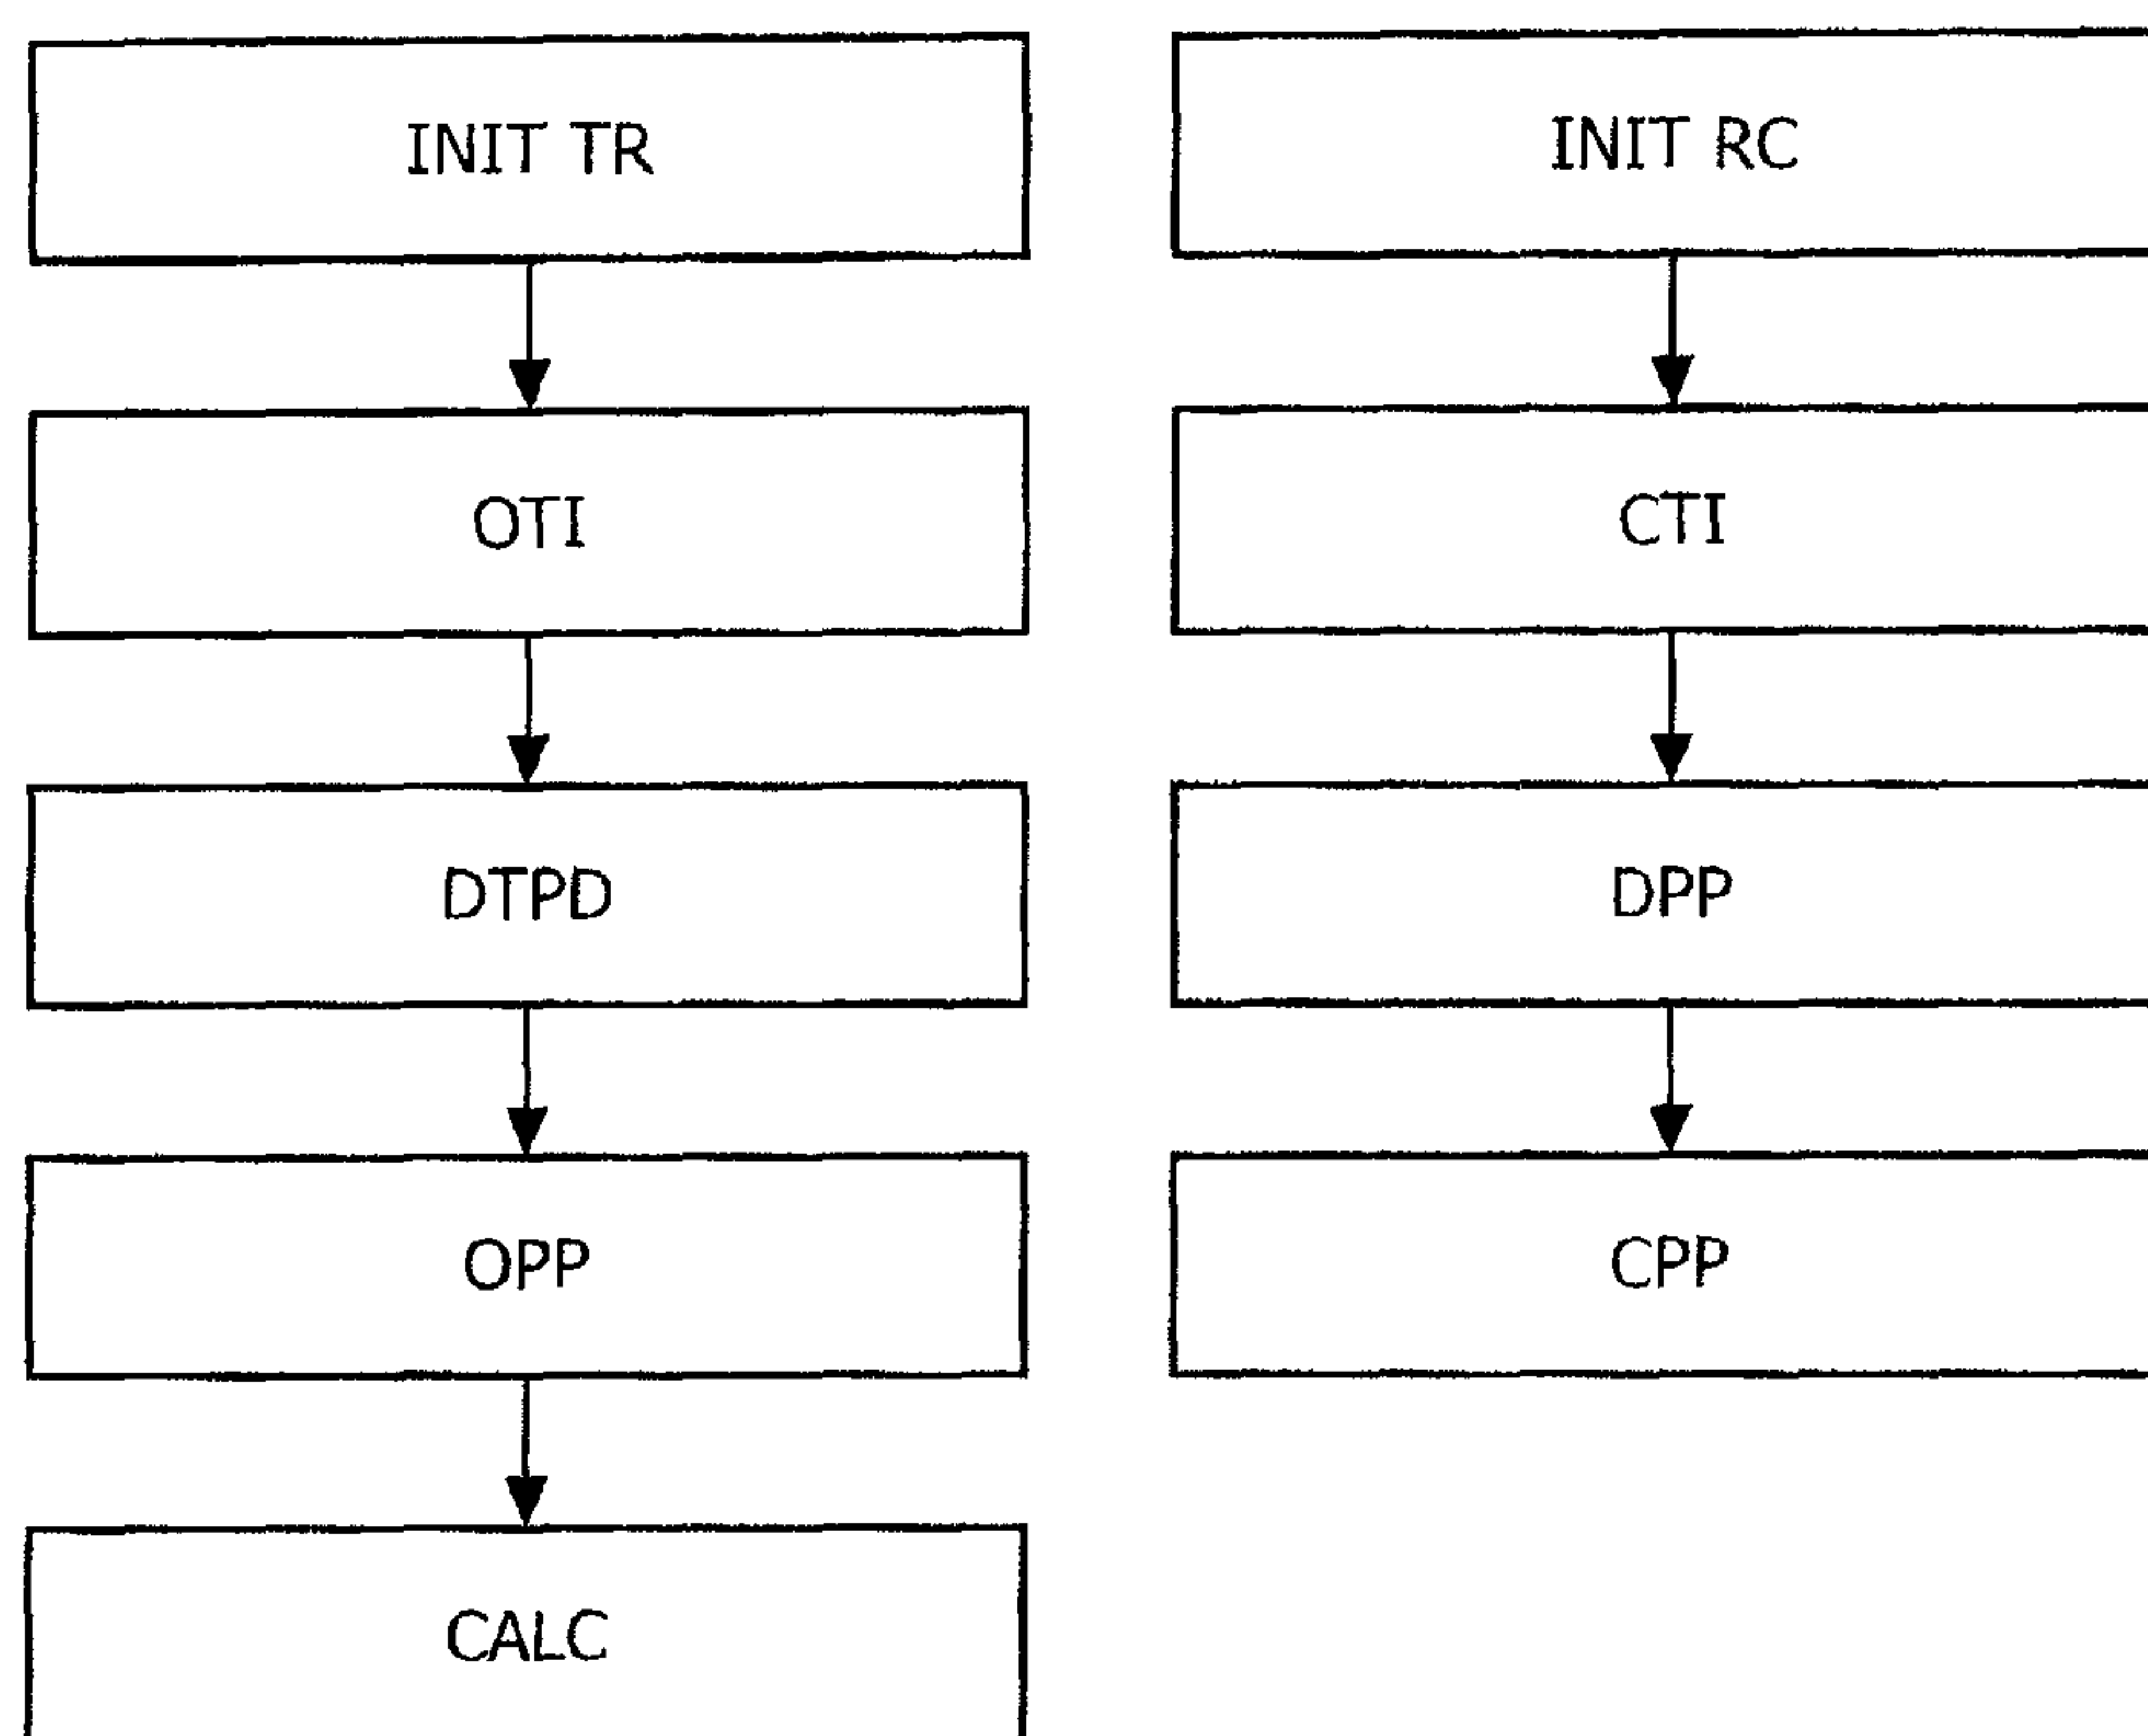 INIT TR
OTI
DTPD
OPP
CALC
INIT RC
CTI
DPP
CPP